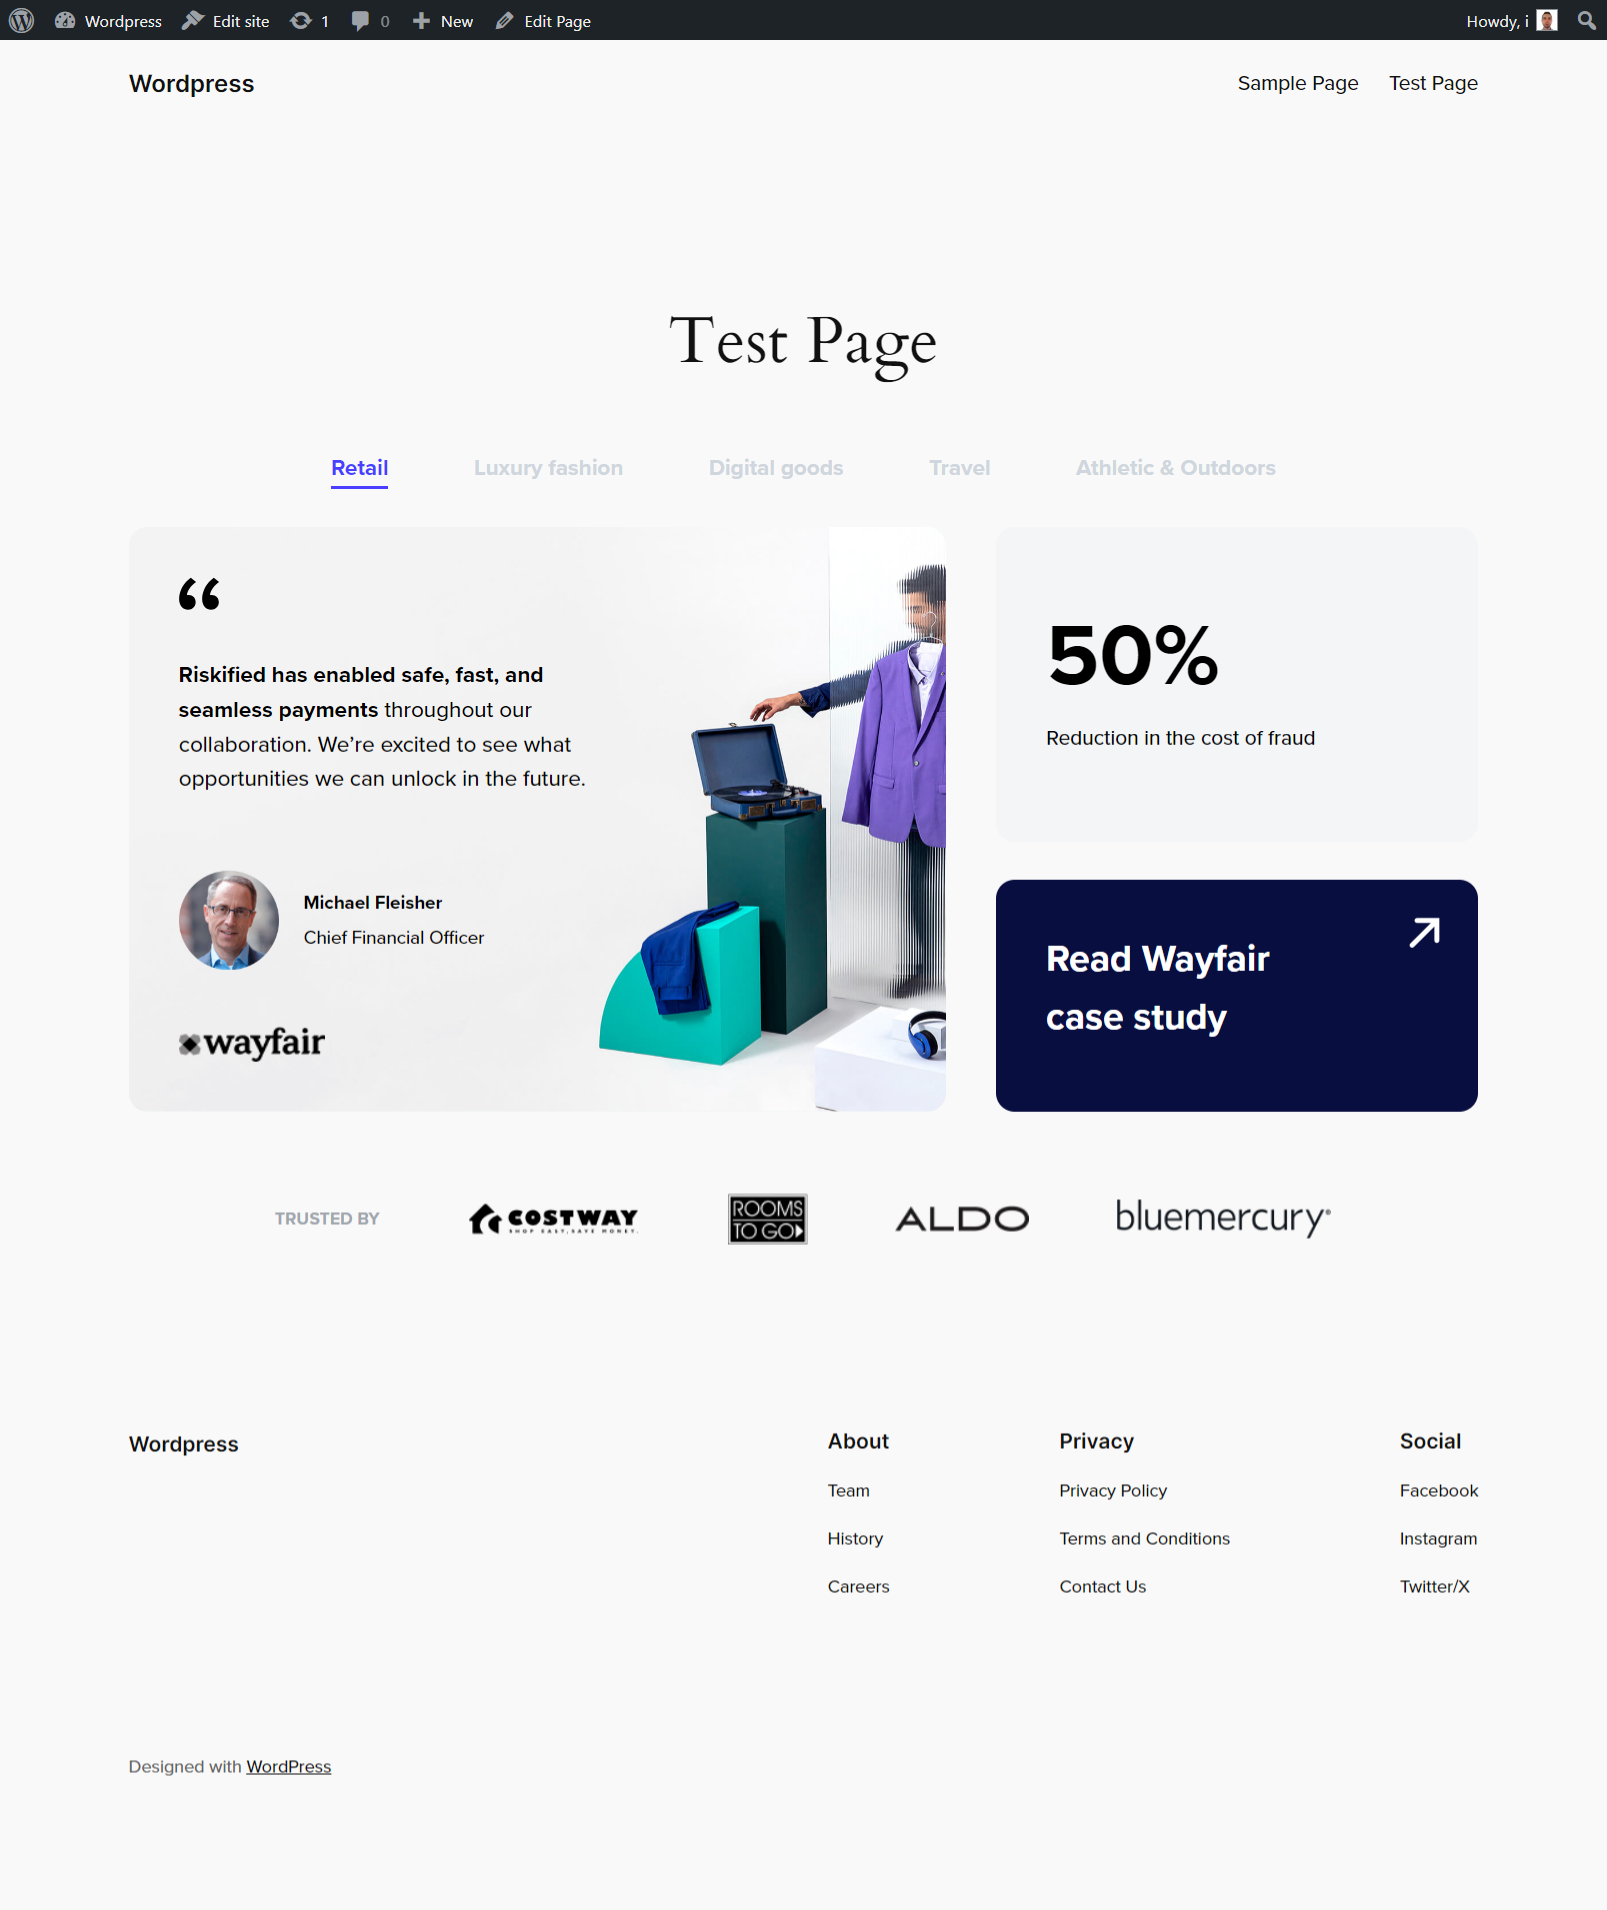 Wordpress
Edit site
1
0
New
Edit Page
Howdy, i
Wordpress
Sample Page
Test Page
Test Page
Retail
Luxury fashion
Digital goods
Travel
Athletic & Outdoors
“
Riskified has enabled safe, fast, and
seamless payments throughout our
collaboration. We’re excited to see what
opportunities we can unlock in the future.
Michael Fleisher
Chief Financial Officer
wayfair
50%
Reduction in the cost of fraud
Read Wayfair
case study
TRUSTED BY
COSTWAY
SHOP EASY, SAVE MONEY.
ROOMS
TO GO
ALDO
bluemercury®
Wordpress
About
Team
History
Careers
Privacy
Privacy Policy
Terms and Conditions
Contact Us
Social
Facebook
Instagram
Twitter/X
Designed with WordPress